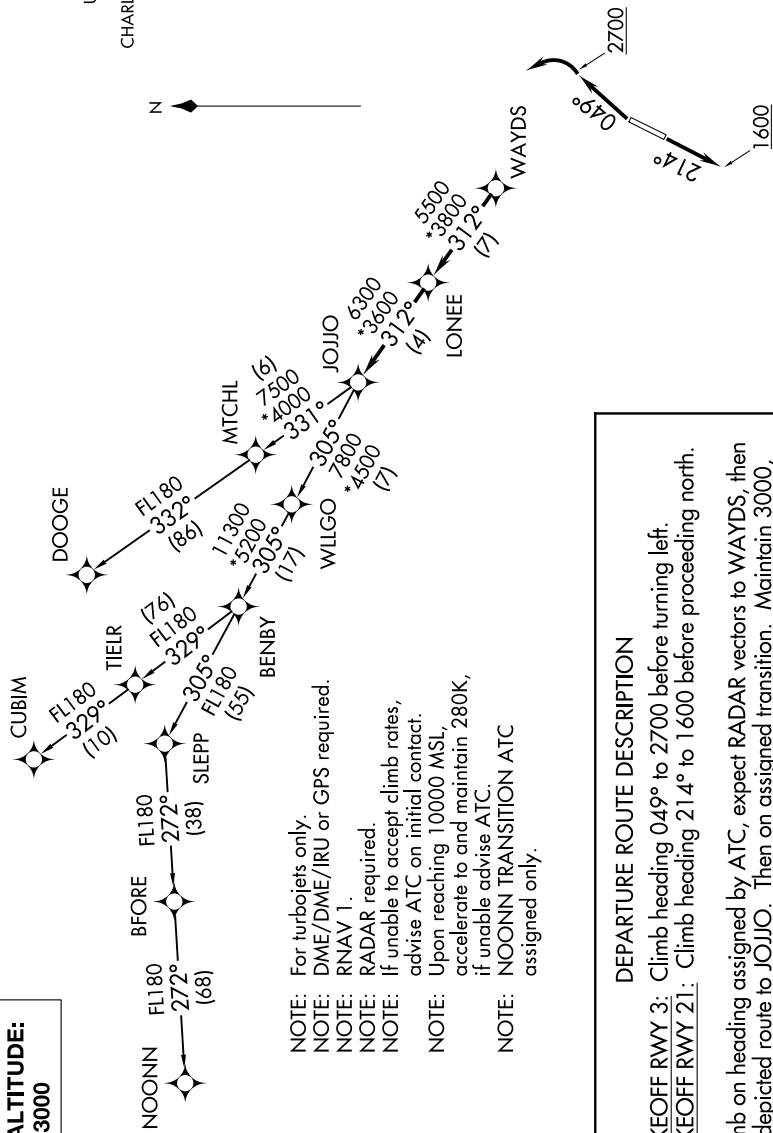 U
CHARL
ALTITUDE:
3000
N
2700
049°
214°
1600
WAYDS
5500
*3800
312°
(7)
LONEE
6300
*3600
312°
(4)
JOJJO
(6)
7500
*4000
331°
MTCHL
FL180
332°
(86)
DOOGE
305°
7800
*4500
(7)
WLLGO
11300
*5200
305°
(17)
BENBY
(76)
FL180
329°
TIELR
FL180
329°
(10)
CUBIM
305°
FL180
(55)
SLEPP
FL180
272°
(38)
BFORE
FL180
272°
(68)
NOONN
NOTE: For turbojets only.
NOTE: DME/DME/IRU or GPS required.
NOTE: RNAV 1.
NOTE: RADAR required.
NOTE: If unable to accept climb rates,
advise ATC on initial contact.
NOTE: Upon reaching 10000 MSL,
accelerate to and maintain 280K,
if unable advise ATC.
NOTE: NOONN TRANSITION ATC
assigned only.
DEPARTURE ROUTE DESCRIPTION
KEOFF RWY 3: Climb heading 049° to 2700 before turning left.
KEOFF RWY 21: Climb heading 214° to 1600 before proceeding north.
mb on heading assigned by ATC, expect RADAR vectors to WAYDS, then
depicted route to JOJJO. Then on assigned transition. Maintain 3000,